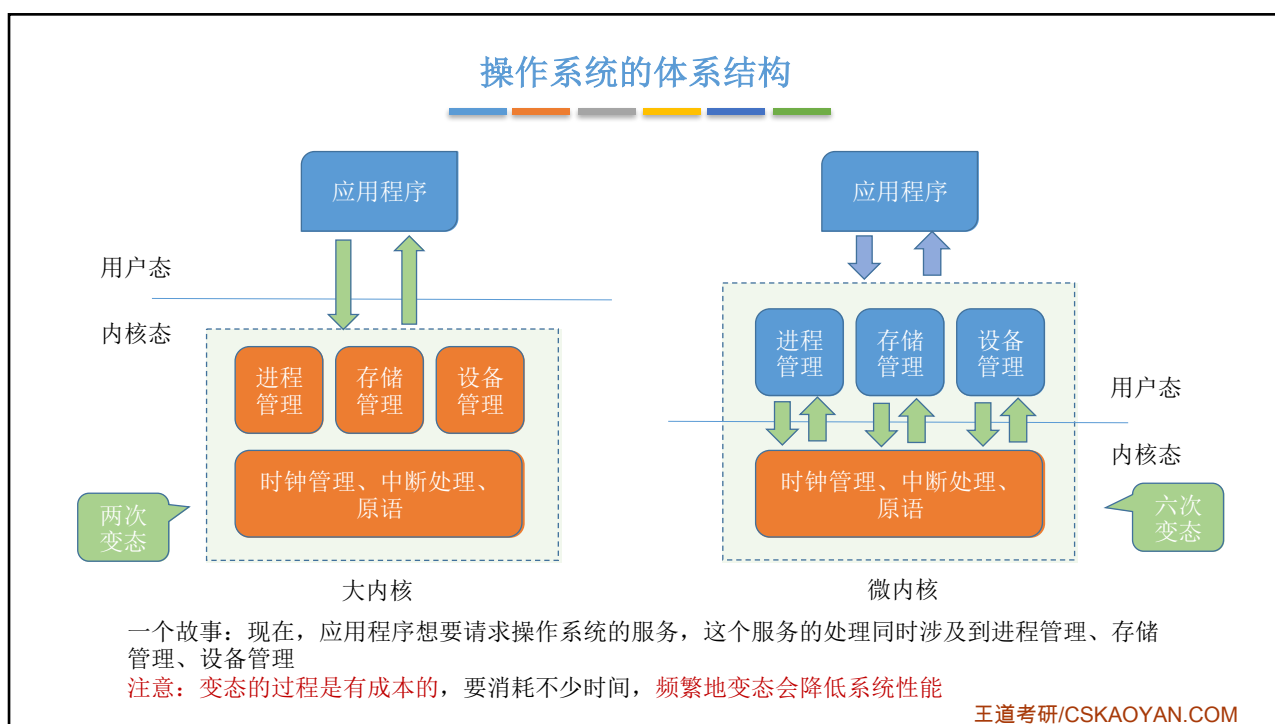 操作系统的体系结构
应用程序
用户态
内核态
进程
管理
存储
管理
设备
管理
时钟管理、中断处理、
原语
两次
变态
大内核
应用程序
进程
管理
存储
管理
设备
管理
用户态
内核态
时钟管理、中断处理、
原语
六次
变态
微内核
一个故事：现在，应用程序想要请求操作系统的服务，这个服务的处理同时涉及到进程管理、存储
管理、设备管理
注意：变态的过程是有成本的，要消耗不少时间，频繁地变态会降低系统性能
王道考研/CSKAOYAN.COM